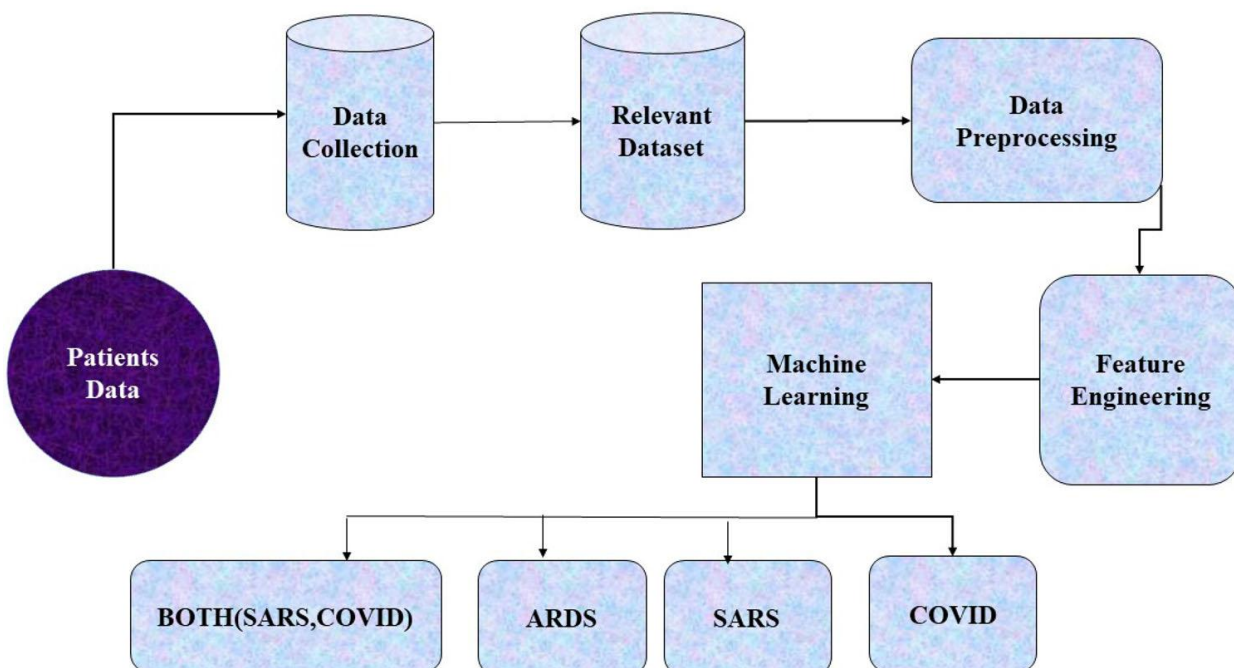 Data
Collection
Relevant
Dataset
Data
Preprocessing
Patients
Data
Machine
Learning
Feature
Engineering
BOTH(SARS,COVID)
ARDS
SARS
COVID